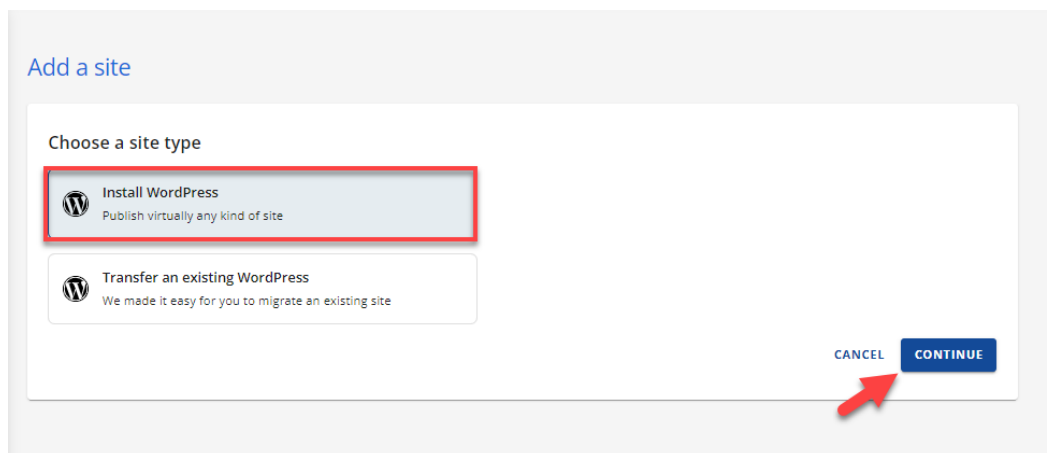 Add a site
Choose a site type
Install WordPress
Publish virtually any kind of site
Transfer an existing WordPress
We made it easy for you to migrate an existing site
CANCEL CONTINUE